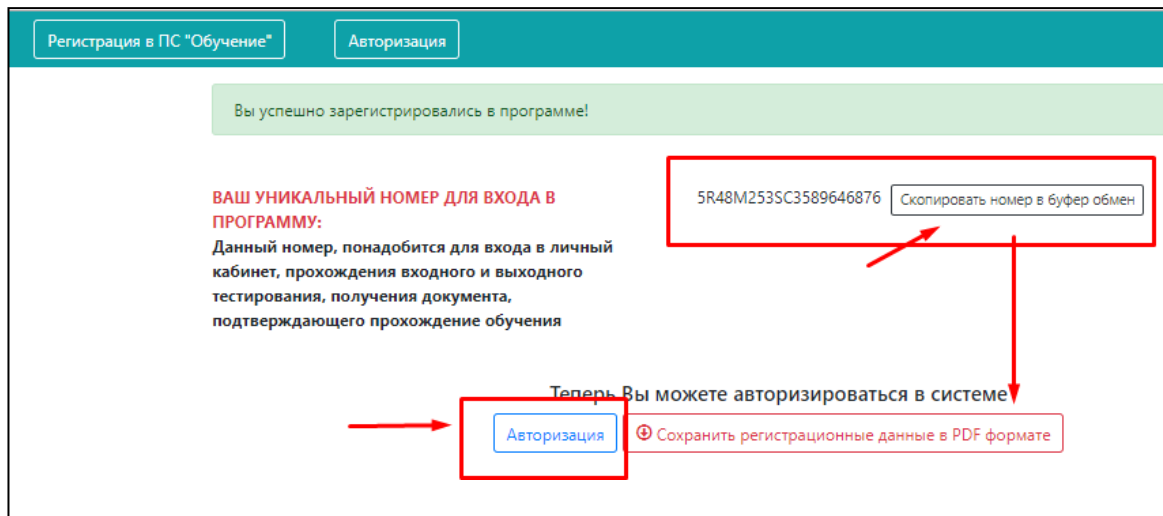 Регистрация в ПС "Обучение"
Авторизация
Вы успешно зарегистрировались в программе!
ВАШ УНИКАЛЬНЫЙ НОМЕР ДЛЯ ВХОДА В
ПРОГРАММУ:
Данный номер, понадобится для входа в личный
кабинет, прохождения входного и выходного
тестирования, получения документа,
подтверждающего прохождение обучения
5R48M253SC3589646876
Скопировать номер в буфер обмен
Теперь Вы можете авторизироваться в системе
Авторизация
Сохранить регистрационные данные в PDF формате